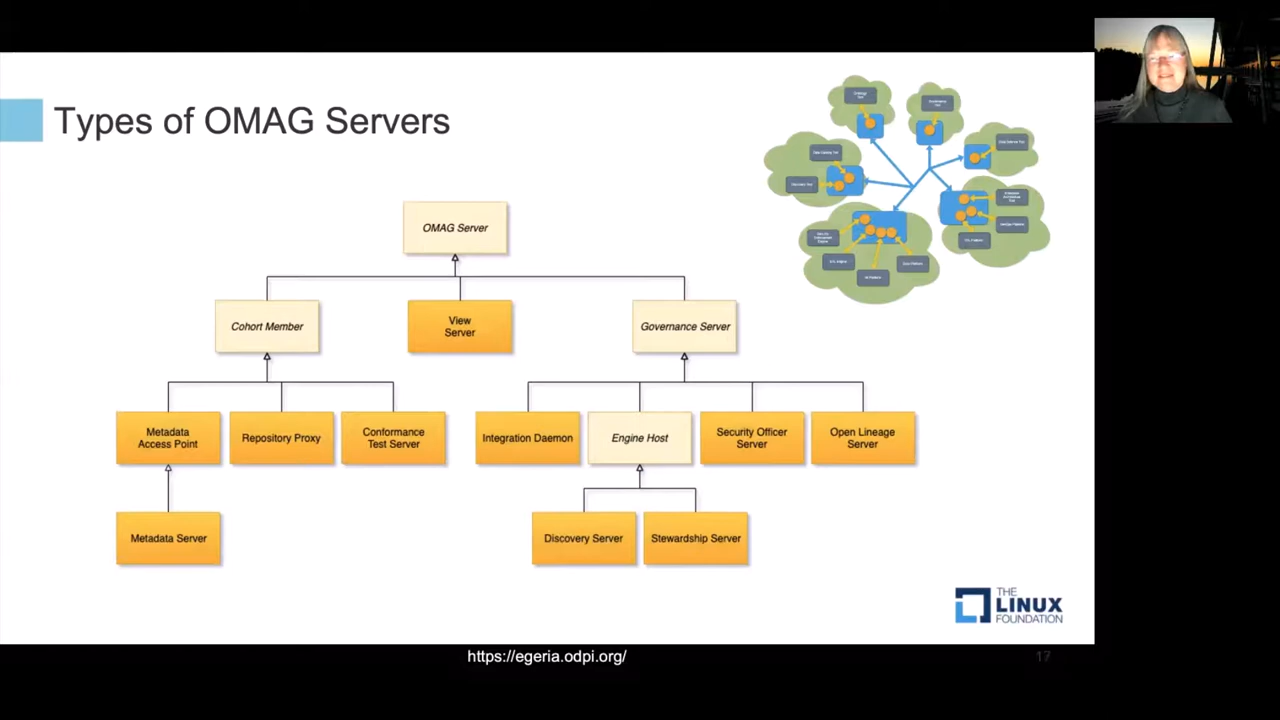 Types of OMAG Servers
OMAG Server
Cohort Member
View
Server
Governance Server
Metadata
Access Point
Repository Proxy
Conformance
Test Server
Integration Daemon
Engine Host
Security Officer
Server
Open Lineage
Server
Metadata Server
Discovery Server
Stewardship Server
THE
LINUX
FOUNDATION
https://egeria.odpi.org/
17